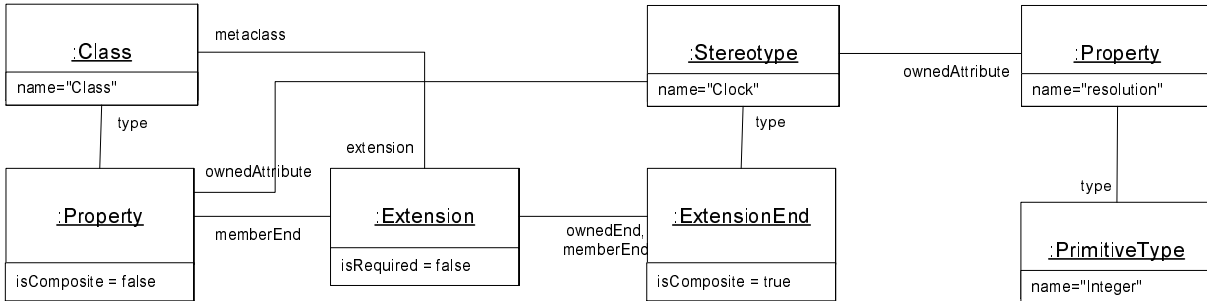 :Class
name="Class"
metaclass
:Stereotype
name="Clock"
ownedAttribute
:Property
name="resolution"
type
type
extension
ownedAttribute
type
:Property
isComposite = false
memberEnd
:Extension
isRequired = false
ownedEnd,
memberEnd
:ExtensionEnd
isComposite = true
:PrimitiveType
name="Integer"